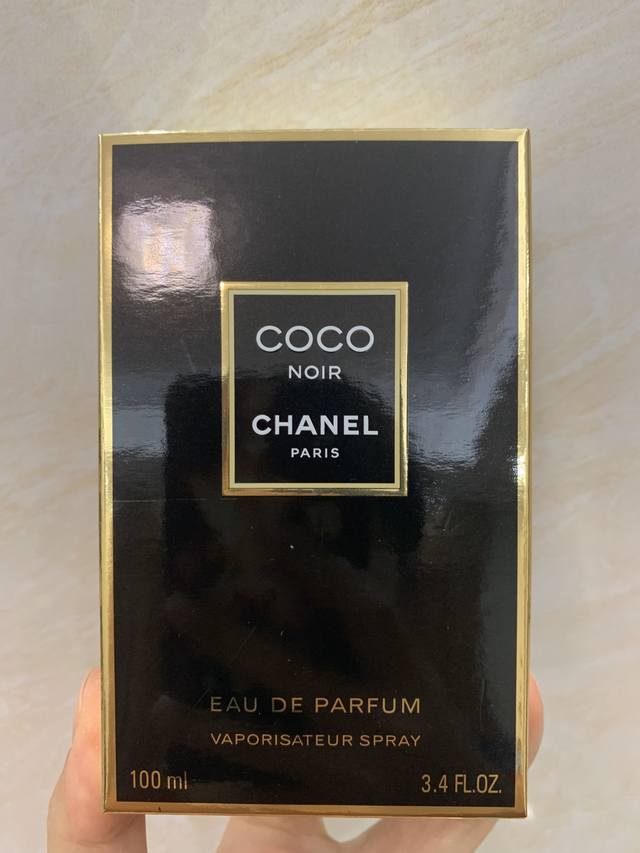 COCO
NOIR
CHANEL
PARIS
EAU DE PARFUM
VAPORISATEUR SPRAY
100 ml 3.4 FL.OZ.